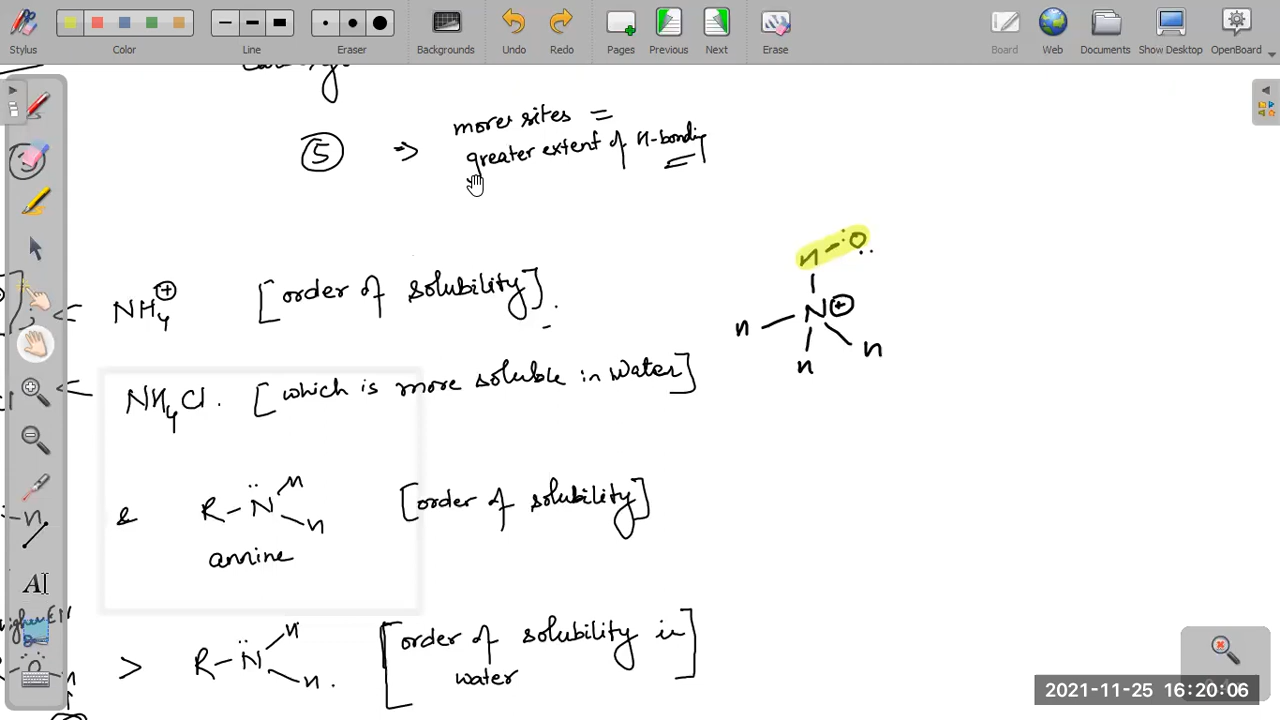 Stylus
Color
Line
Eraser
Backgrounds
Undo
Redo
Pages
Previous
Next
Erase
Board
Web
Documents
Show Desktop
OpenBoard
5 ⇒ more sites =
greater extent of H-bonding
< NH4⊕ [order of solubility].
< NH4Cl. [which is more soluble in water]
H-O
H N⊕ H
H
& R-N H [order of solubility]
H
amine
higher EN
> R-N H [order of solubility in
H. water]
2021-11-25 16:20:06